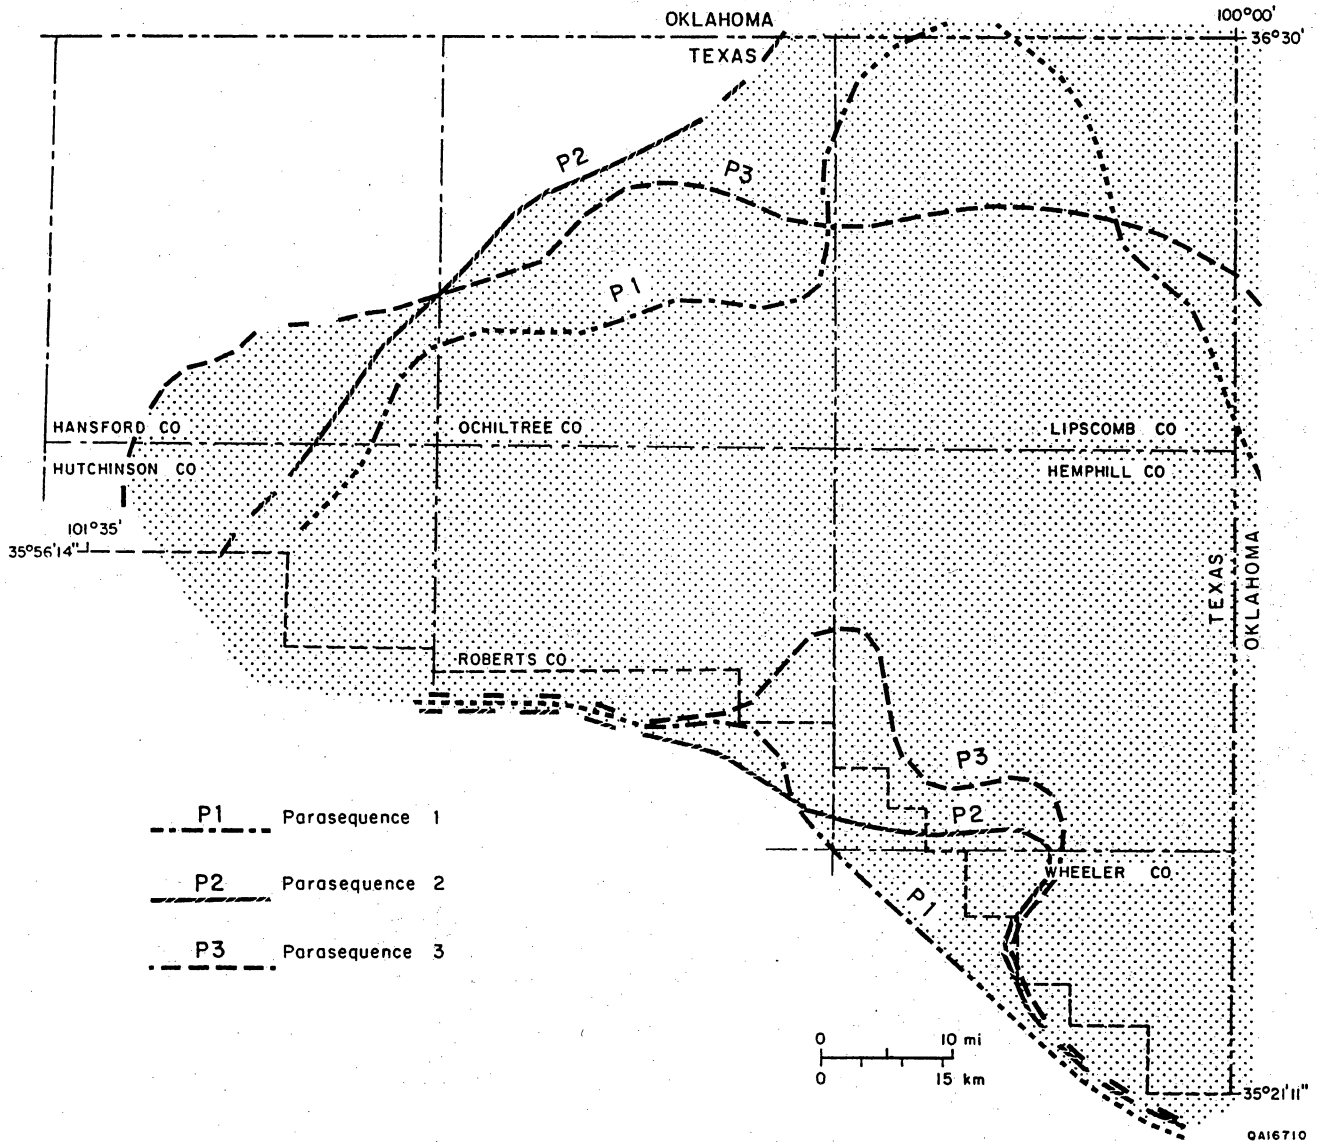 OKLAHOMA
TEXAS
100°00'
36°30'
P2
P3
P1
HANSFORD CO
OCHILTREE CO
LIPSCOMB CO
HUTCHINSON CO
HEMPHILL CO
101°35'
35°56'14"
TEXAS
OKLAHOMA
ROBERTS CO
P3
P2
P1 Parasequence 1
P2 Parasequence 2
P3 Parasequence 3
WHEELER CO
P1
0 10 mi
0 15 km
35°21'11"
QA16710